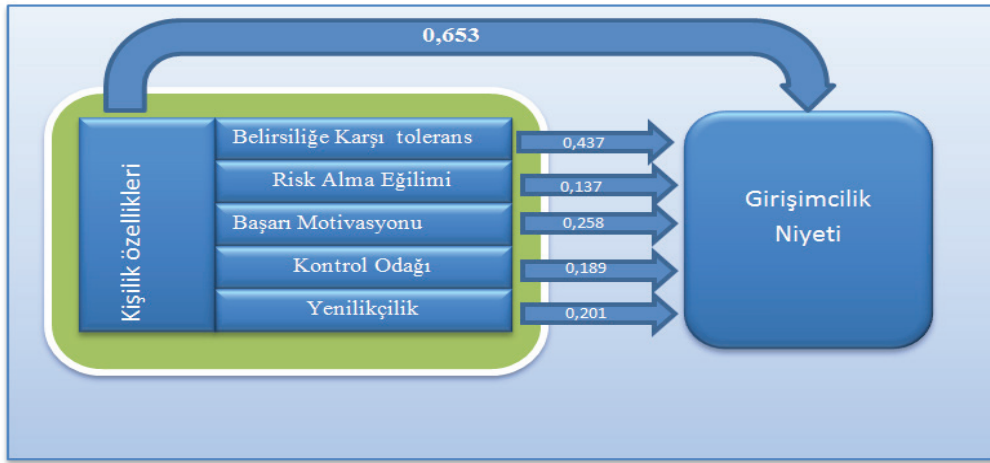 0,653
Kişilik özellikleri
Belirsiliğe Karşı tolerans
0,437
Risk Alma Eğilimi
0,137
Başarı Motivasyonu
0,258
Kontrol Odağı
0,189
Yenilikçilik
0,201
Girişimcilik
Niyeti